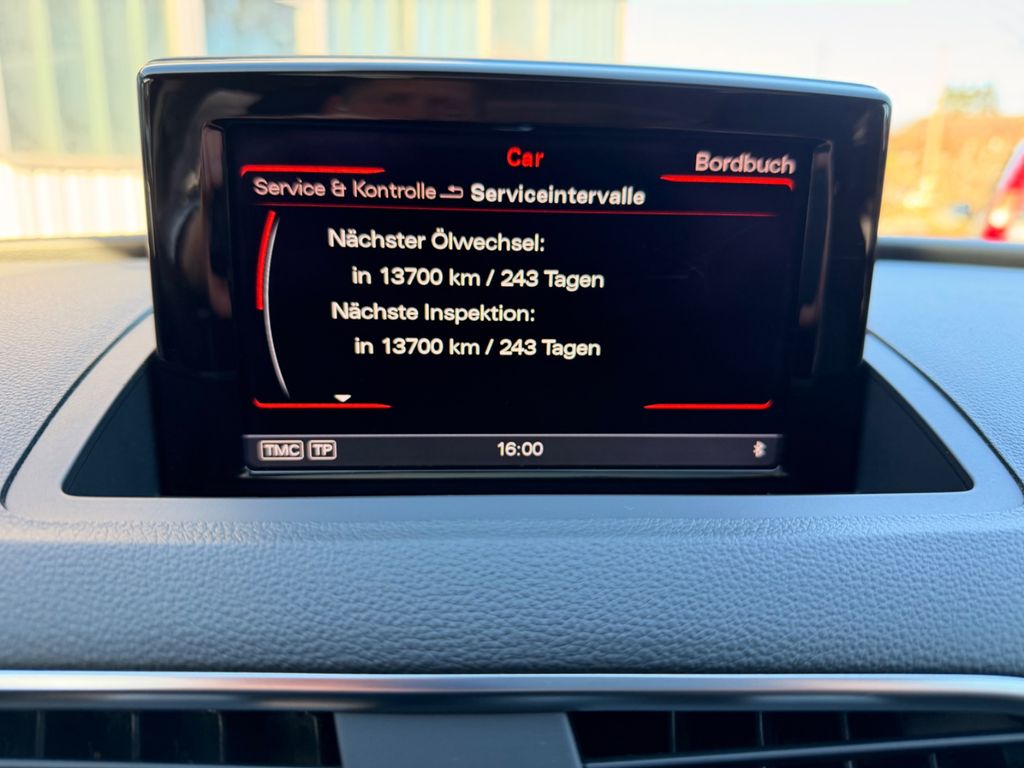 Car
Bordbuch
Service & Kontrolle Serviceintervalle
Nächster Ölwechsel:
in 13700 km / 243 Tagen
Nächste Inspektion:
in 13700 km / 243 Tagen
TMC TP 16:00